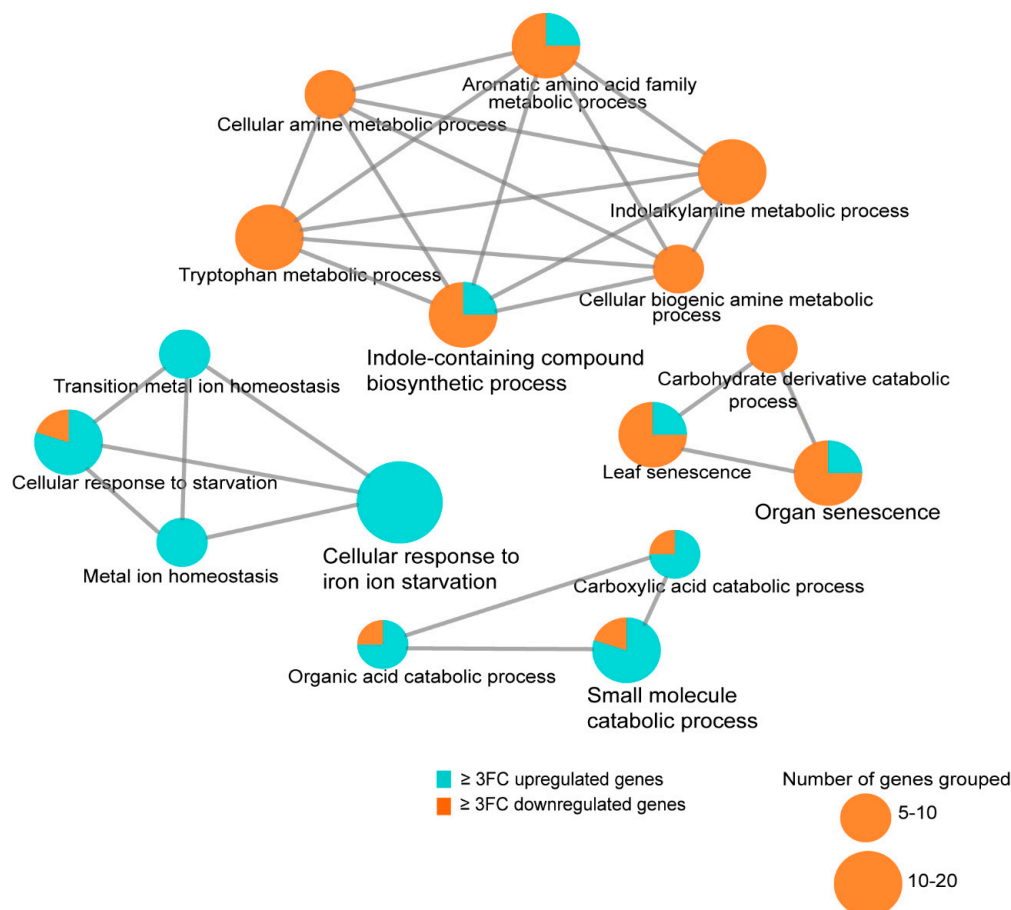 Aromatic amino acid family
metabolic process
Cellular amine metabolic process
Indolalkylamine metabolic process
Tryptophan metabolic process
Cellular biogenic amine metabolic
process
Indole-containing compound
biosynthetic process
Transition metal ion homeostasis
Carbohydrate derivative catabolic
process
Cellular response to starvation
Leaf senescence
Organ senescence
Cellular response to
iron ion starvation
Metal ion homeostasis
Carboxylic acid catabolic process
Organic acid catabolic process
Small molecule
catabolic process
≥ 3FC upregulated genes
≥ 3FC downregulated genes
Number of genes grouped
5-10
10-20